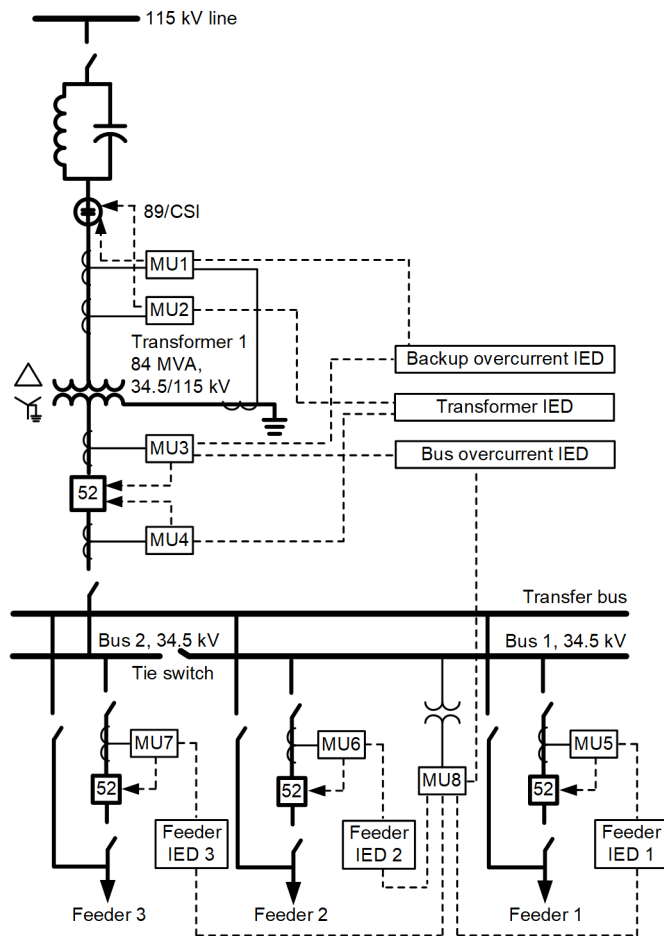 115 kV line
89/CSI
MU1
MU2
Transformer 1
84 MVA,
34.5/115 kV
Backup overcurrent IED
Transformer IED
Bus overcurrent IED
MU3
52
MU4
Transfer bus
Bus 2, 34.5 kV
Bus 1, 34.5 kV
Tie switch
MU7
MU6
MU5
MU8
52
52
52
Feeder
IED 3
Feeder
IED 2
Feeder
IED 1
Feeder 3
Feeder 2
Feeder 1